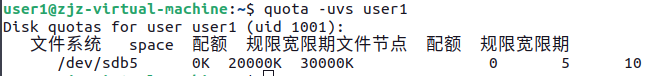 user1@zjz-virtual-machine:~$ quota -uvs user1
Disk quotas for user user1 (uid 1001):
文件系统 space 配额 规限宽限期文件节点 配额 规限宽限期
/dev/sdb5 0K 20000K 30000K 0 5 10